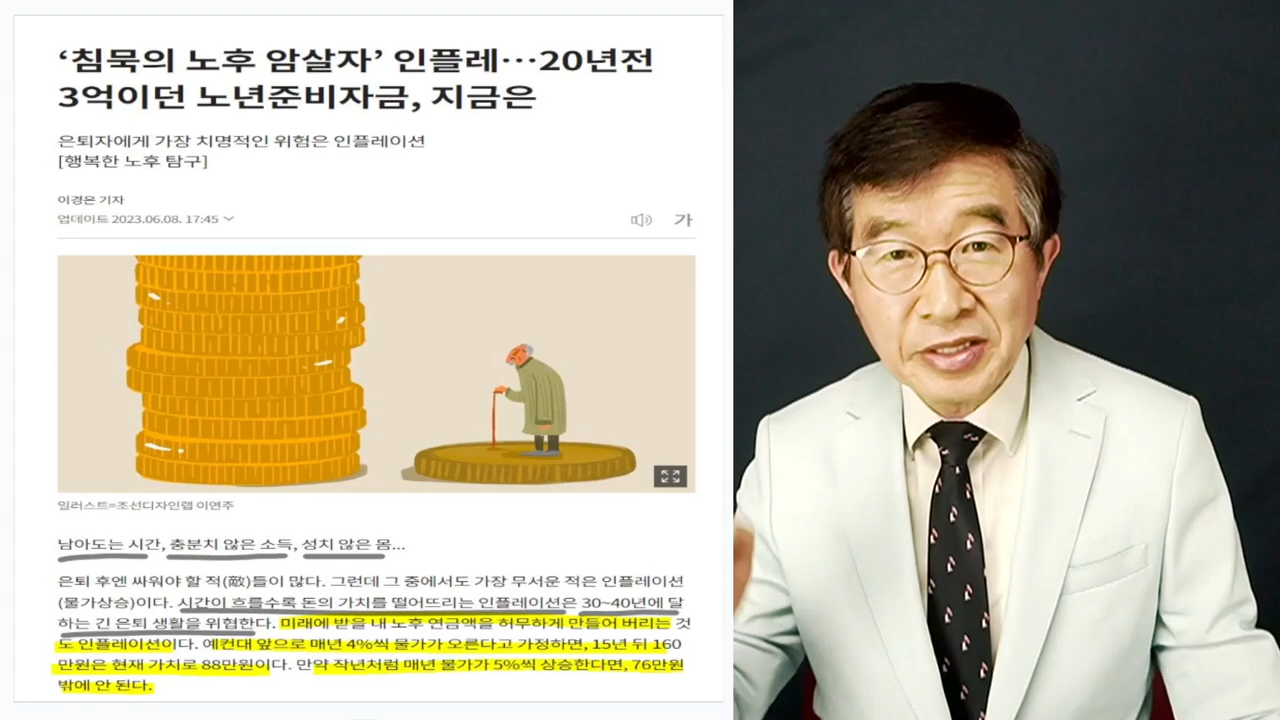 ‘침묵의 노후 암살자’ 인플레…20년전
3억이던 노년준비자금, 지금은
은퇴자에게 가장 치명적인 위험은 인플레이션
[행복한 노후 탐구]
이경은 기자
업데이트 2023.06.08. 17:45
가
일러스트=조선디자인랩 이연주
남아도는 시간, 충분치 않은 소득, 성치 않은 몸...
은퇴 후엔 싸워야 할 적(敵)들이 많다. 그런데 그 중에서도 가장 무서운 적은 인플레이션
(물가상승)이다. 시간이 흐를수록 돈의 가치를 떨어뜨리는 인플레이션은 30~40년에 달
하는 긴 은퇴 생활을 위협한다. 미래에 받을 내 노후 연금액을 허무하게 만들어 버리는 것
도 인플레이션이다. 예컨대 앞으로 매년 4%씩 물가가 오른다고 가정하면, 15년 뒤 160
만원은 현재 가치로 88만원이다. 만약 작년처럼 매년 물가가 5%씩 상승한다면, 76만원
밖에 안 된다.